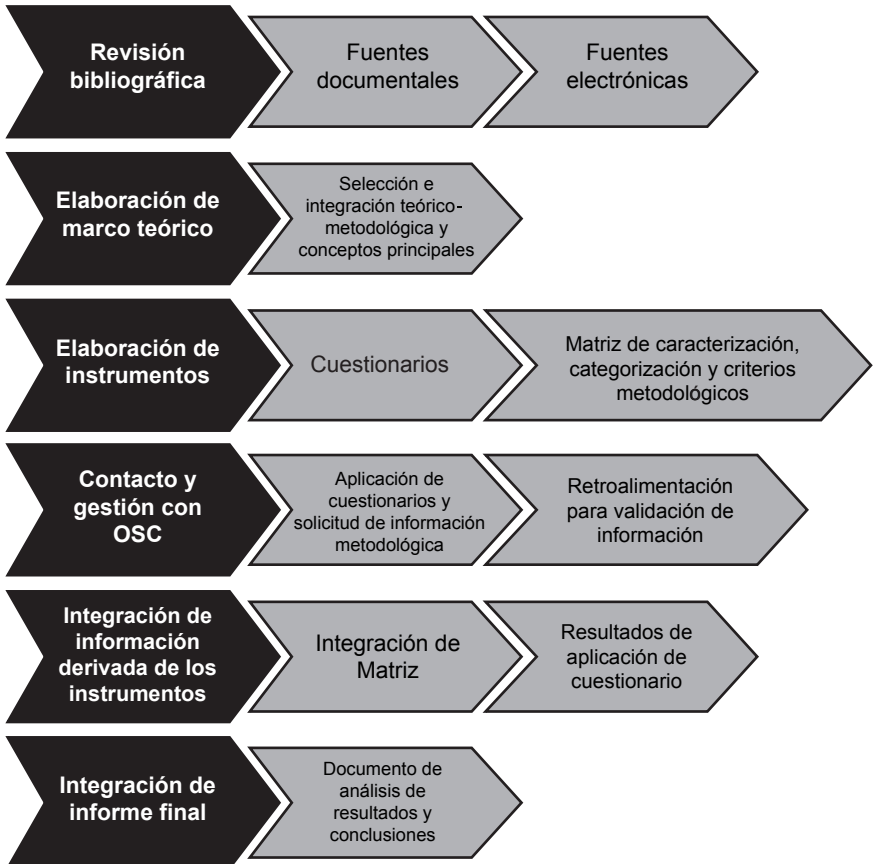 Revisión
bibliográfica
Fuentes
documentales
Fuentes
electrónicas
Elaboración de
marco teórico
Selección e
integración teórico-
metodológica y
conceptos principales
Elaboración de
instrumentos
Cuestionarios
Matriz de caracterización,
categorización y criterios
metodológicos
Contacto y
gestión con
OSC
Aplicación de
cuestionarios y
solicitud de información
metodológica
Retroalimentación
para validación de
información
Integración de
información
derivada de los
instrumentos
Integración de
Matriz
Resultados de
aplicación de
cuestionario
Integración de
informe final
Documento de
análisis de
resultados y
conclusiones